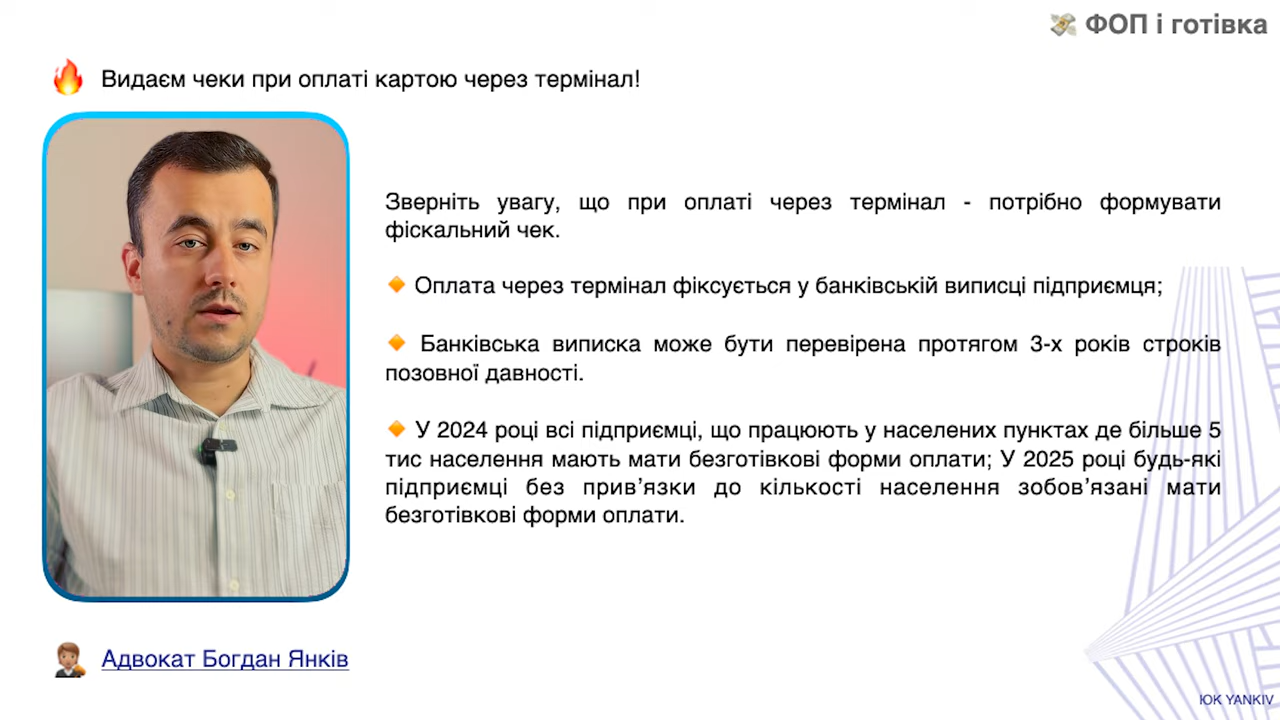 ФОП і готівка
Видаєм чеки при оплаті картою через термінал!
Зверніть увагу, що при оплаті через термінал - потрібно формувати
фіскальний чек.
Оплата через термінал фіксується у банківській виписці підприємця;
Банківська виписка може бути перевірена протягом 3-х років строків
позовної давності.
У 2024 році всі підприємці, що працюють у населених пунктах де більше 5
тис населення мають мати безготівкові форми оплати; У 2025 році будь-які
підприємці без прив’язки до кількості населення зобов’язані мати
безготівкові форми оплати.
Адвокат Богдан Янків
ЮК YANKIV